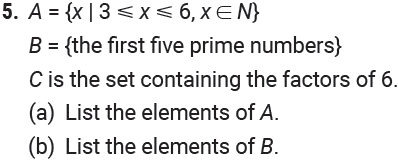 5. A = {x | 3 ⩽ x ⩽ 6, x ∈ N}
B = {the first five prime numbers}
C is the set containing the factors of 6.
(a) List the elements of A.
(b) List the elements of B.